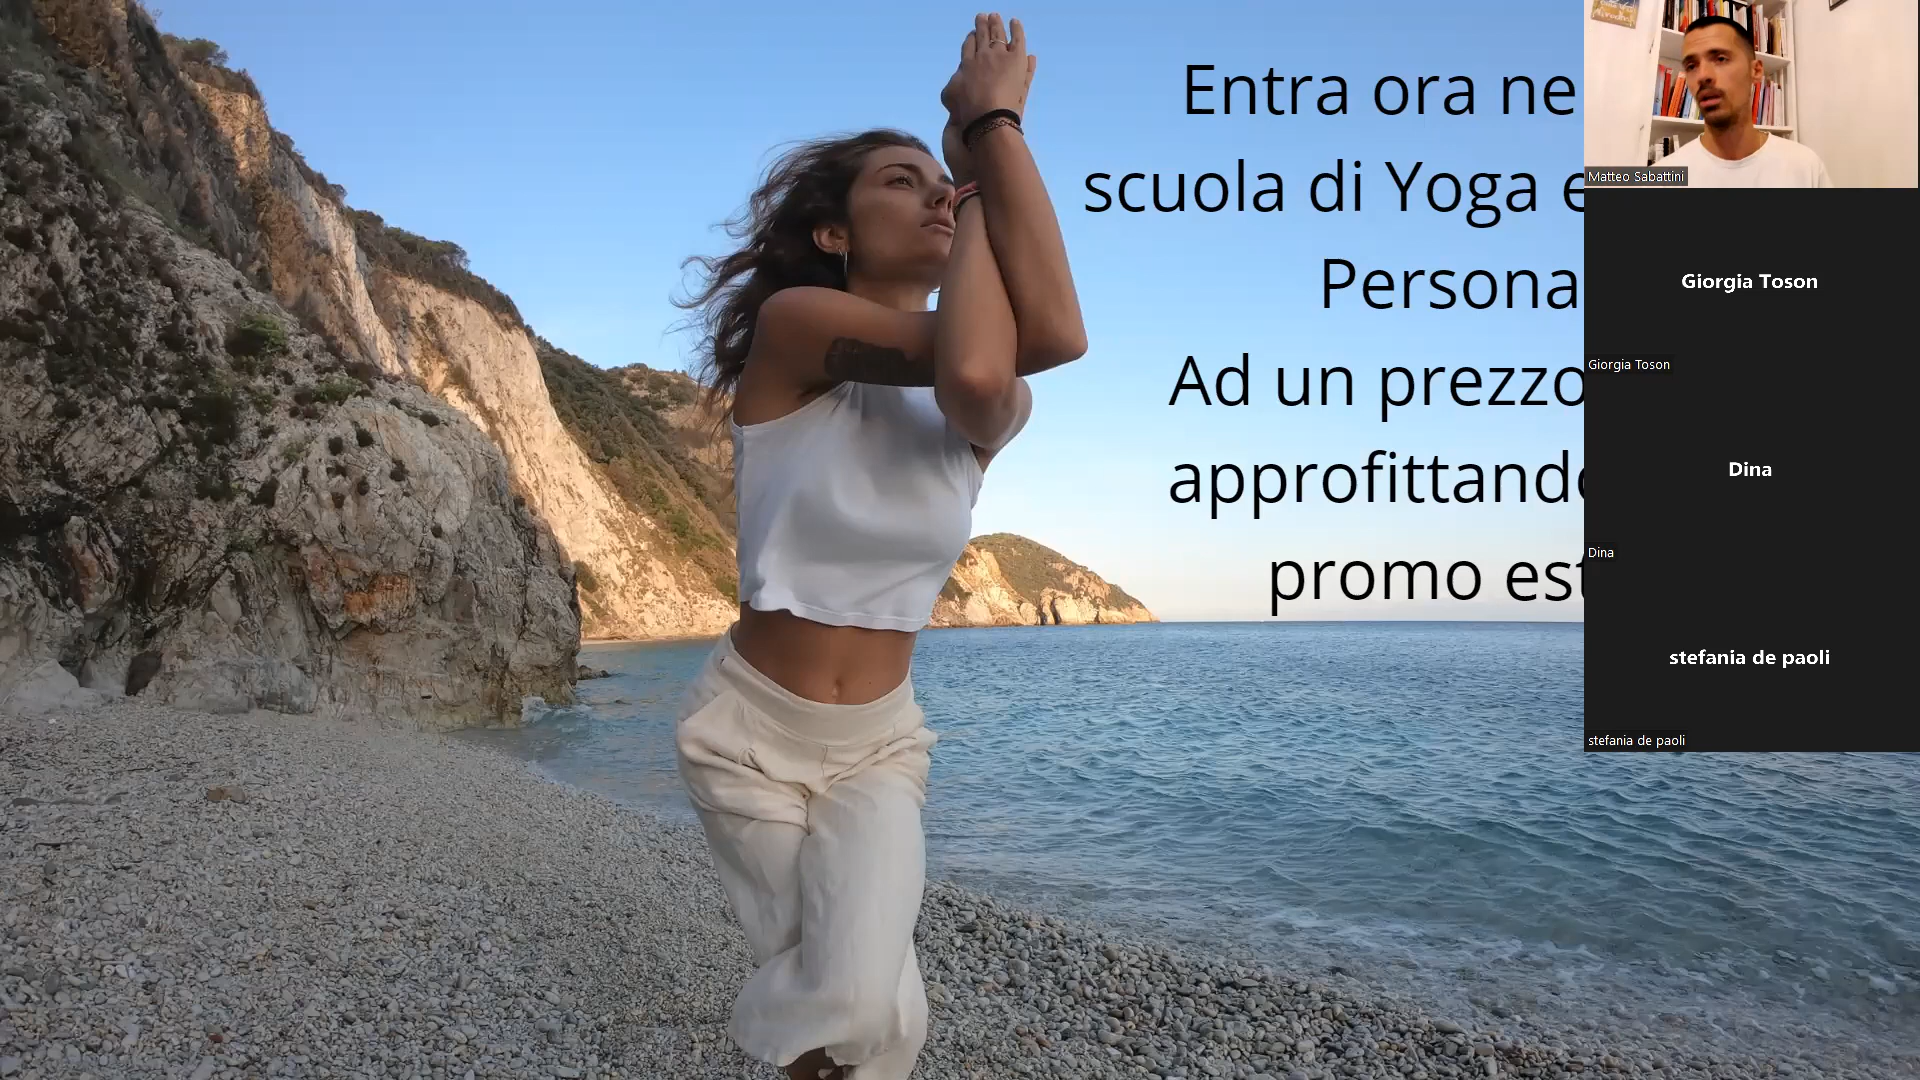 Entra ora ne
scuola di Yoga e
Persona
Ad un prezzo
approfittando
promo est
Matteo Sabattini
Giorgia Toson
Giorgia Toson
Dina
Dina
stefania de paoli
stefania de paoli